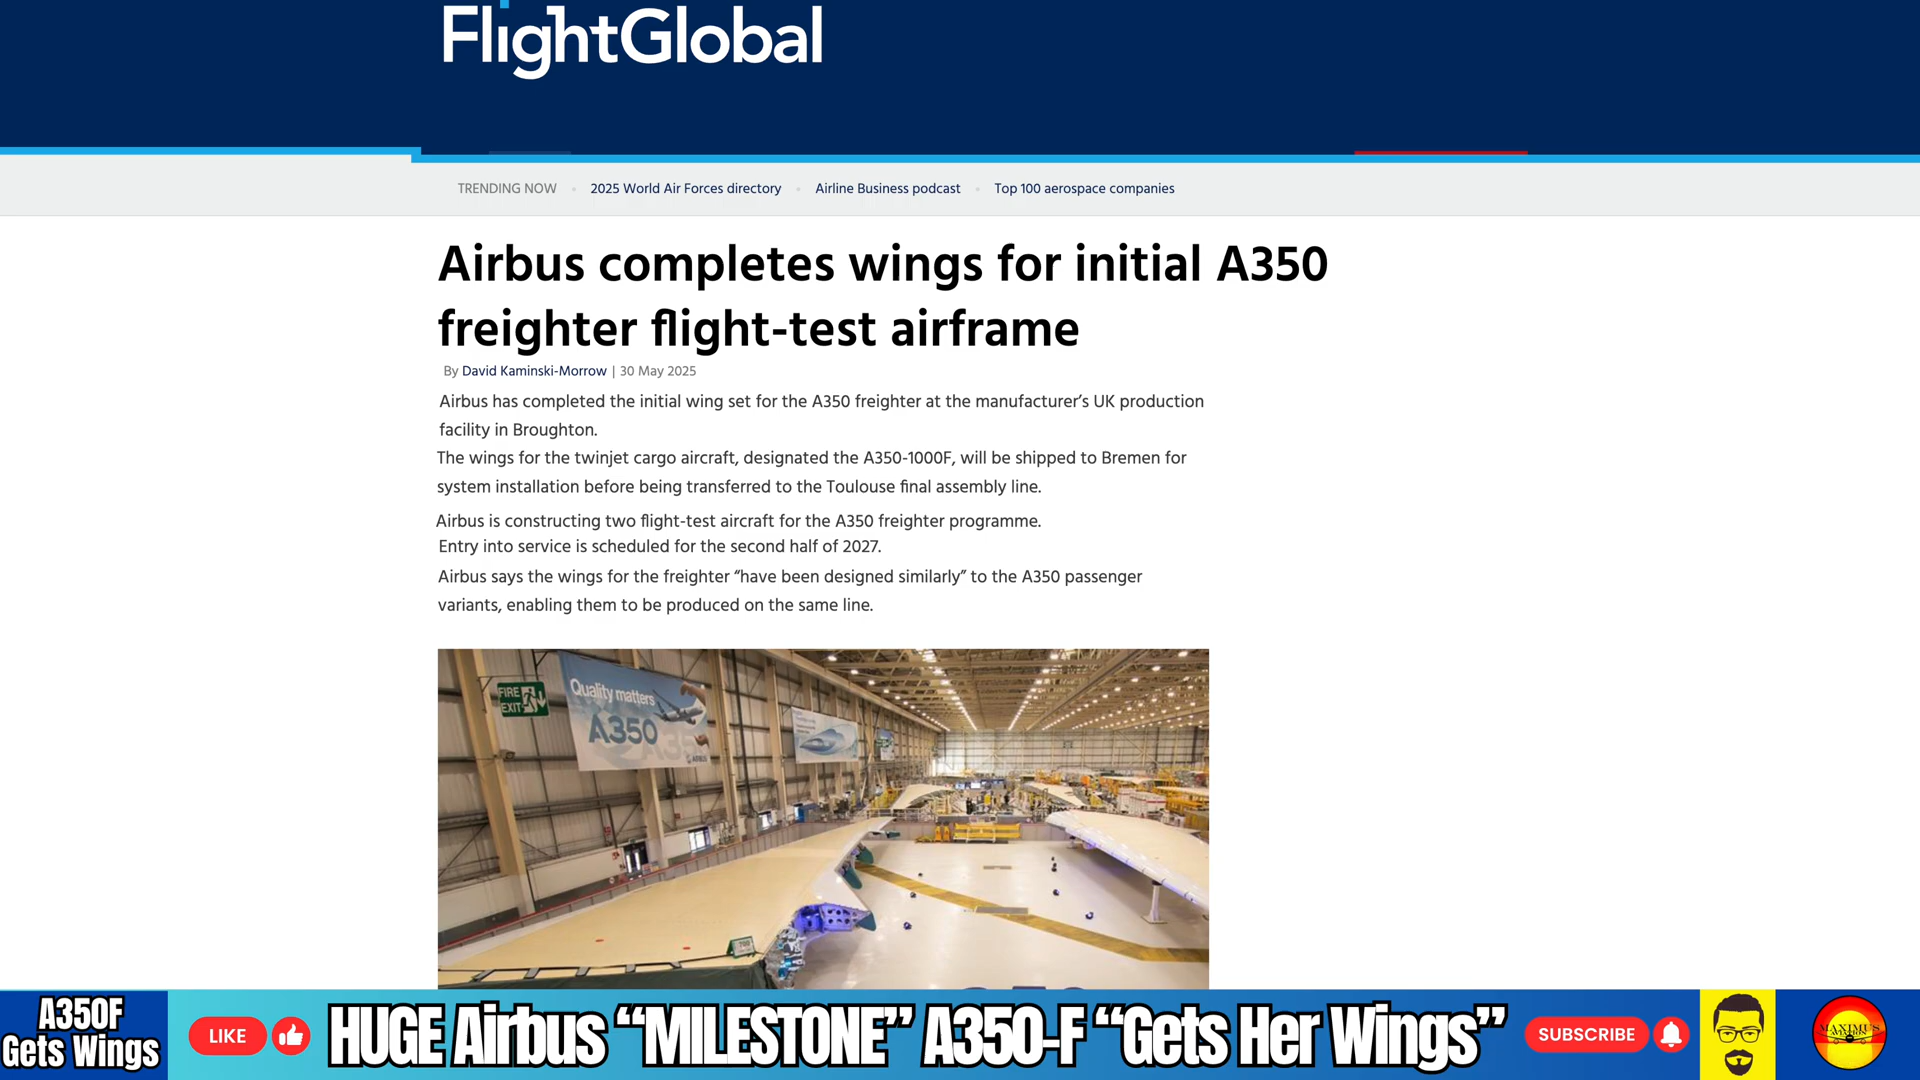 FlightGlobal
TRENDING NOW • 2025 World Air Forces directory • Airline Business podcast • Top 100 aerospace companies
Airbus completes wings for initial A350
freighter flight-test airframe
By David Kaminski-Morrow | 30 May 2025
Airbus has completed the initial wing set for the A350 freighter at the manufacturer’s UK production
facility in Broughton.
The wings for the twinjet cargo aircraft, designated the A350-1000F, will be shipped to Bremen for
system installation before being transferred to the Toulouse final assembly line.
Airbus is constructing two flight-test aircraft for the A350 freighter programme.
Entry into service is scheduled for the second half of 2027.
Airbus says the wings for the freighter “have been designed similarly” to the A350 passenger
variants, enabling them to be produced on the same line.
FIRE
EXIT
Quality matters
A350
AIRBUS
700
A350F
Gets Wings
LIKE
HUGE Airbus “MILESTONE” A350-F “Gets Her Wings”
SUBSCRIBE
MAXIMUS
AVIATION